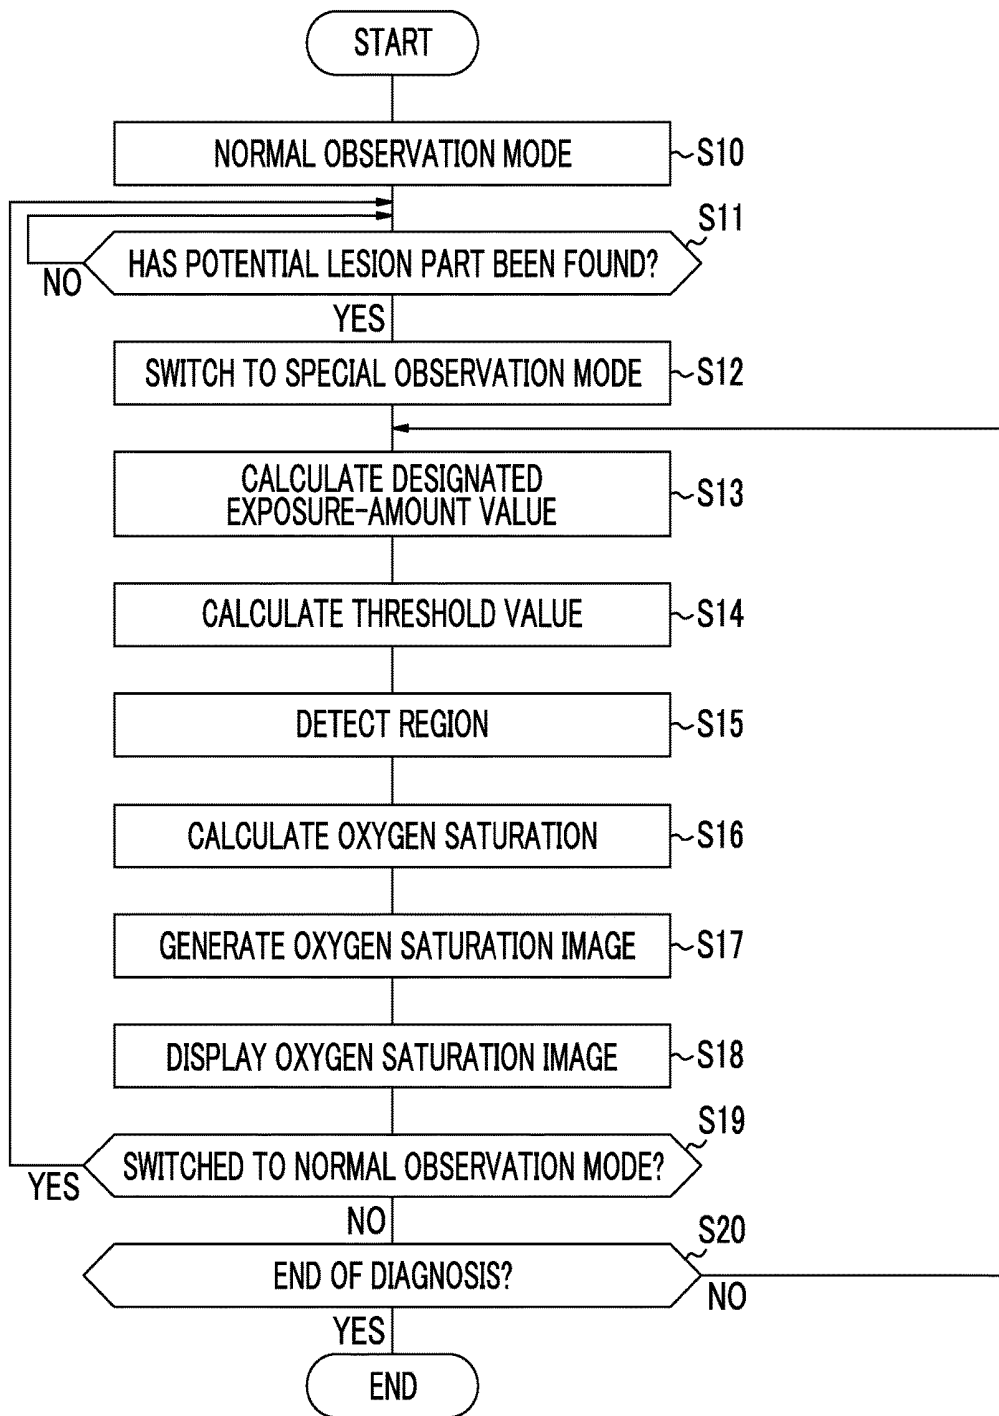 START
NORMAL OBSERVATION MODE
S10
S11
HAS POTENTIAL LESION PART BEEN FOUND?
NO
YES
SWITCH TO SPECIAL OBSERVATION MODE
S12
CALCULATE DESIGNATED
EXPOSURE-AMOUNT VALUE
S13
CALCULATE THRESHOLD VALUE
S14
DETECT REGION
S15
CALCULATE OXYGEN SATURATION
S16
GENERATE OXYGEN SATURATION IMAGE
S17
DISPLAY OXYGEN SATURATION IMAGE
S18
S19
SWITCHED TO NORMAL OBSERVATION MODE?
YES
NO
S20
END OF DIAGNOSIS?
NO
YES
END